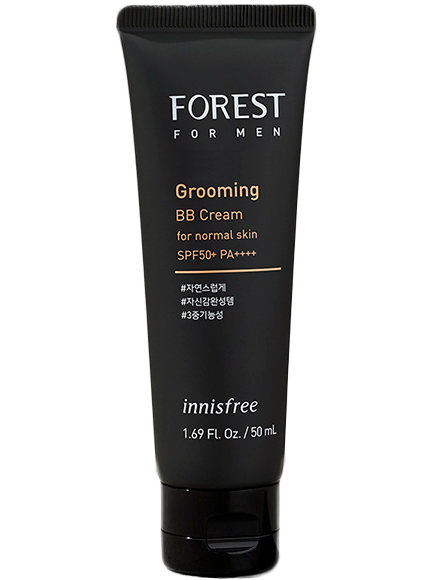 FOREST
FOR MEN
Grooming
BB Cream
for normal skin
SPF50+ PA++++
#자연스럽게
#자신감완성템
#3중기능성
innisfree
1.69 Fl. Oz. / 50 mL